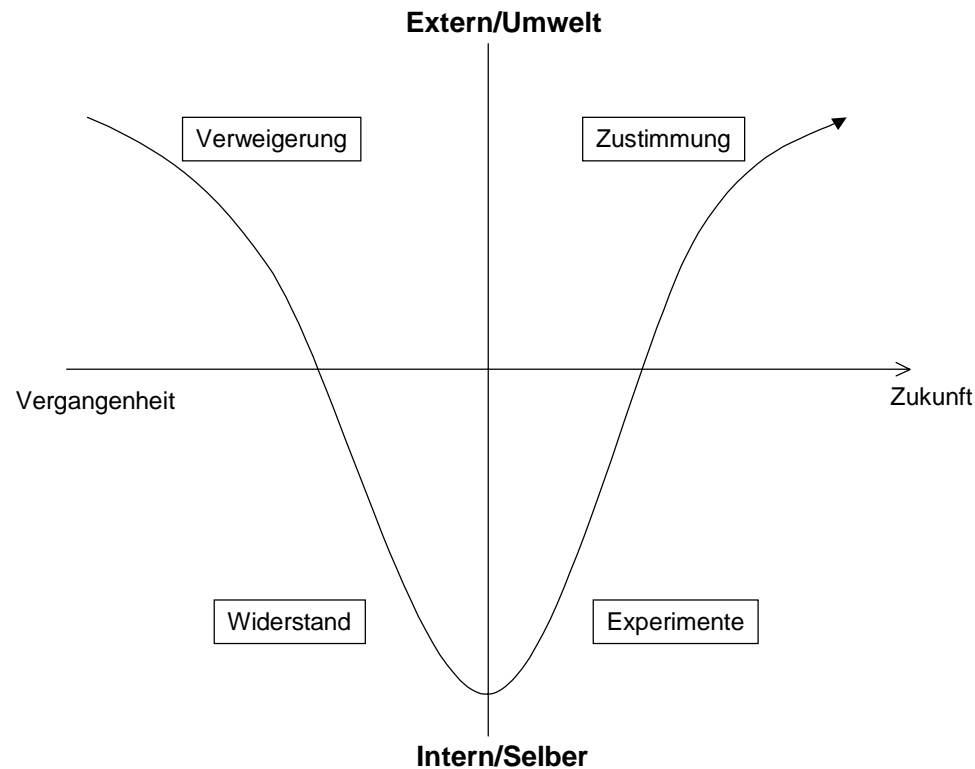 Extern/Umwelt
Verweigerung
Zustimmung
Vergangenheit
Zukunft
Widerstand
Experimente
Intern/Selber